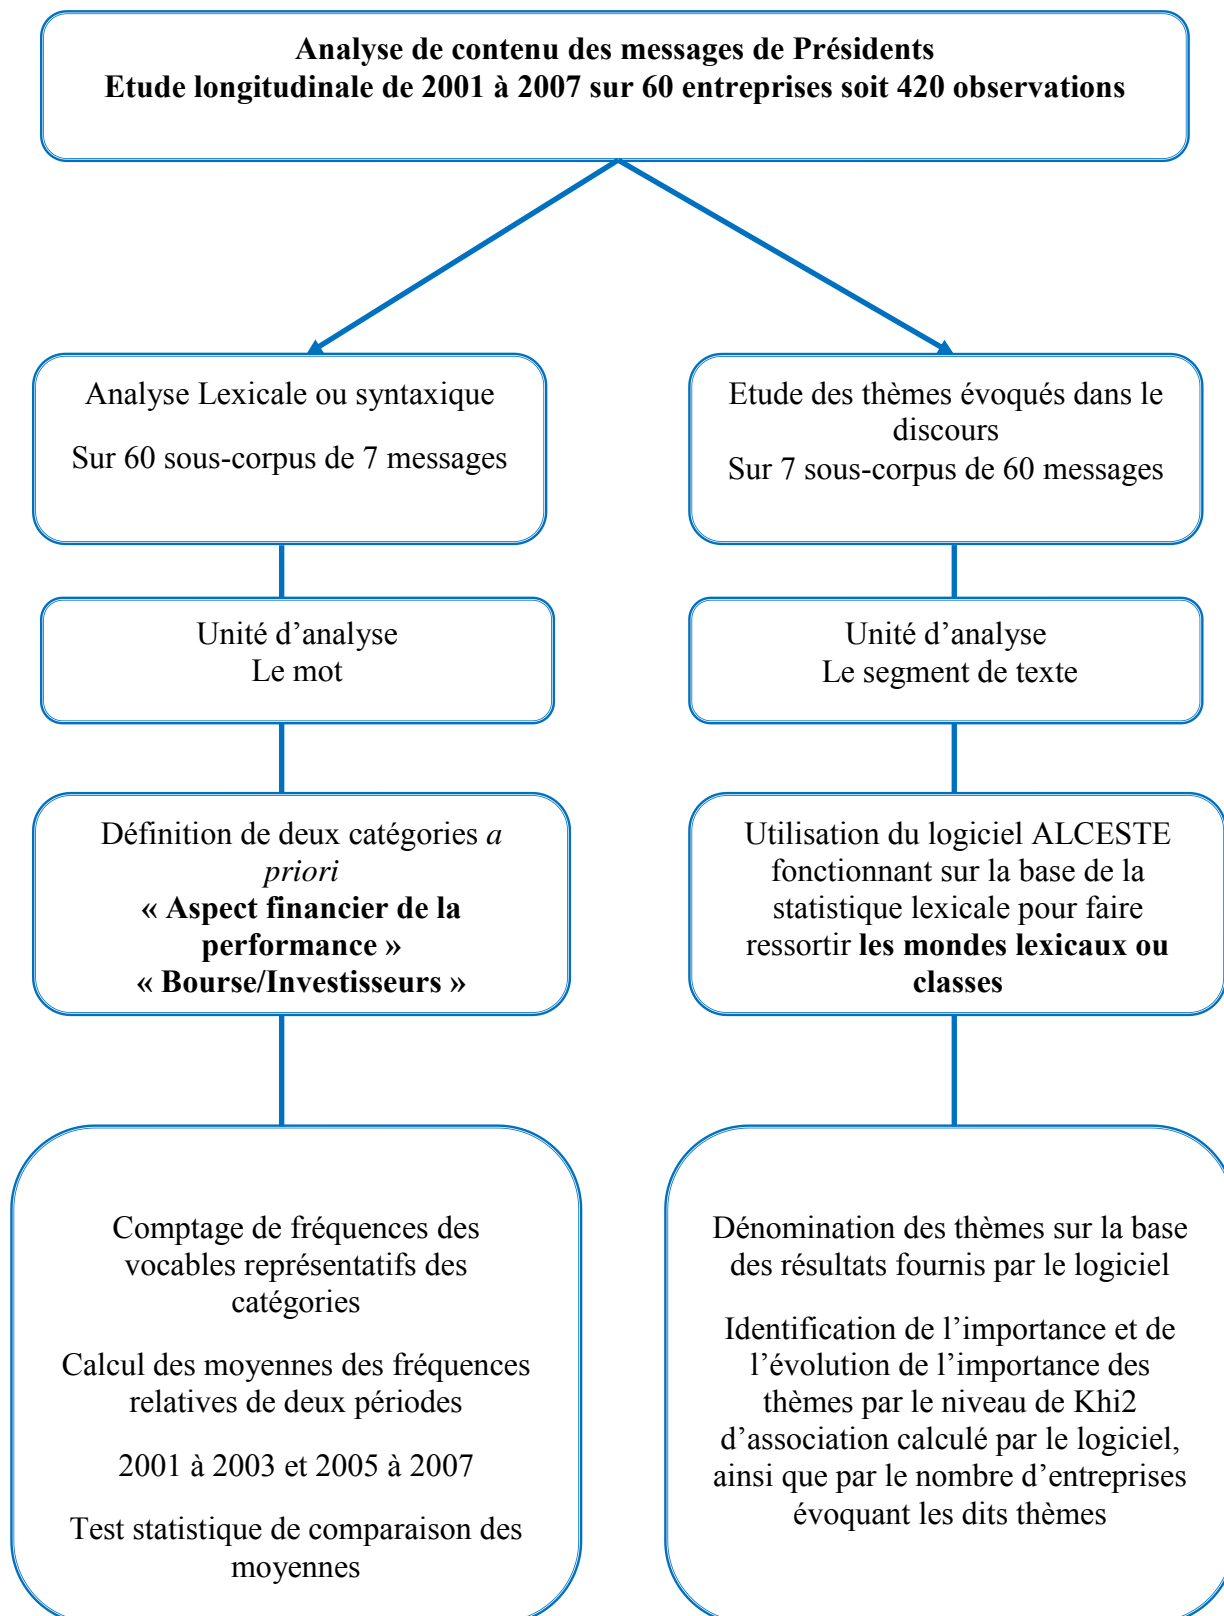 Analyse de contenu des messages de Présidents
Etude longitudinale de 2001 à 2007 sur 60 entreprises soit 420 observations
Analyse Lexicale ou syntaxique
Sur 60 sous-corpus de 7 messages
Etude des thèmes évoqués dans le
discours
Sur 7 sous-corpus de 60 messages
Unité d’analyse
Le mot
Unité d’analyse
Le segment de texte
Définition de deux catégories a
priori
« Aspect financier de la
performance »
« Bourse/Investisseurs »
Utilisation du logiciel ALCESTE
fonctionnant sur la base de la
statistique lexicale pour faire
ressortir les mondes lexicaux ou
classes
Comptage de fréquences des
vocables représentatifs des
catégories
Calcul des moyennes des fréquences
relatives de deux périodes
2001 à 2003 et 2005 à 2007
Test statistique de comparaison des
moyennes
Dénomination des thèmes sur la base
des résultats fournis par le logiciel
Identification de l’importance et de
l’évolution de l’importance des
thèmes par le niveau de Khi2
d’association calculé par le logiciel,
ainsi que par le nombre d’entreprises
évoquant les dits thèmes